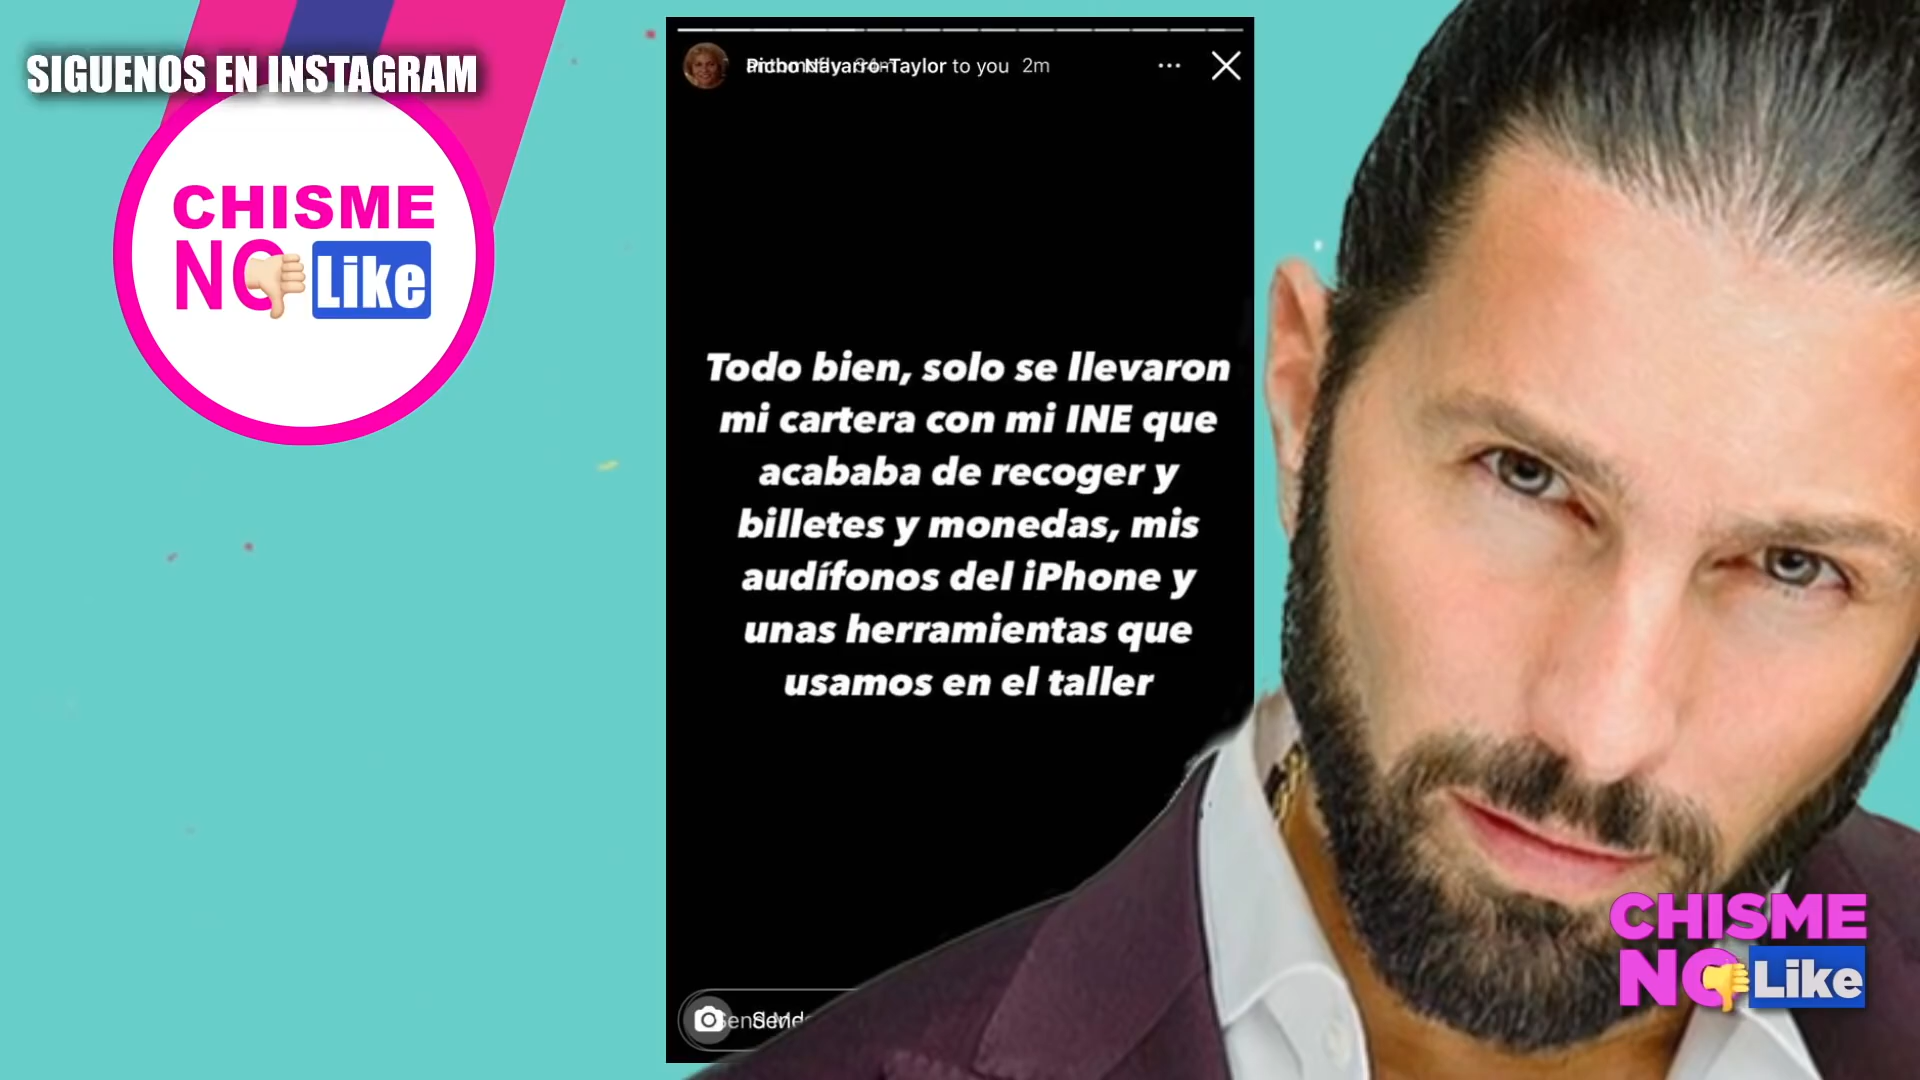 SIGUENOS EN INSTAGRAM
CHISME
NO Like
Navarro-Taylor to you 2m
Todo bien, solo se llevaron
mi cartera con mi INE que
acababa de recoger y
billetes y monedas, mis
audífonos del iPhone y
unas herramientas que
usamos en el taller
CHISME
NO Like